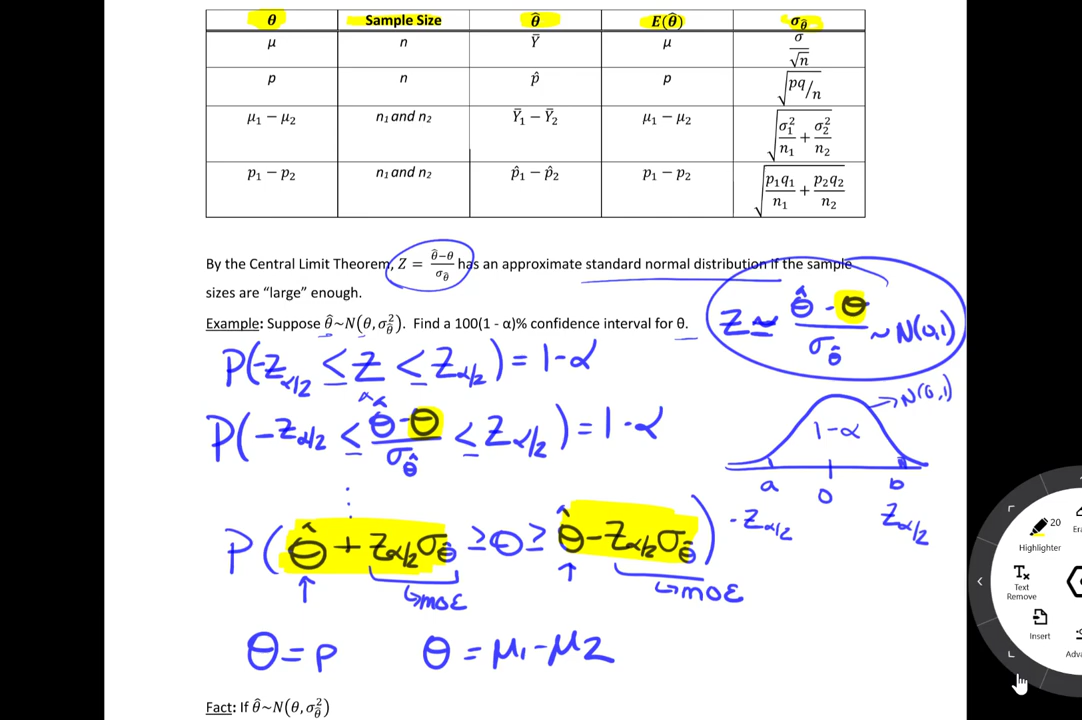 θ Sample Size θ̂ E(θ̂) σ_θ̂
μ n Ȳ μ σ/√n
p n p̂ p √(pq/n)
μ₁ − μ₂ n₁ and n₂ Ȳ₁ − Ȳ₂ μ₁ − μ₂ √(σ₁²/n₁ + σ₂²/n₂)
p₁ − p₂ n₁ and n₂ p̂₁ − p̂₂ p₁ − p₂ √(p₁q₁/n₁ + p₂q₂/n₂)
By the Central Limit Theorem, Z = (θ̂−θ)/σ_θ̂ has an approximate standard normal distribution if the sample
sizes are “large” enough.
Example: Suppose θ̂~N(θ, σ²_θ̂). Find a 100(1 - α)% confidence interval for θ.
Z ≃ (θ̂ - θ)/σ_θ̂ ~ N(0,1)
P(-Z_α/2 ≤ Z ≤ Z_α/2) = 1-α
P(-Z_α/2 ≤ (θ̂-θ)/σ_θ̂ ≤ Z_α/2) = 1-α
N(0,1)
1-α
a 0 b
-Z_α/2 Z_α/2
P(θ̂ + Z_α/2 σ_θ̂ ≥ θ ≥ θ̂ - Z_α/2 σ_θ̂)
↳MOE ↳MOE
θ = p θ = μ₁-μ2
Fact: If θ̂~N(θ, σ²_θ̂)
20
Highlighter
Era
Tx
Text
Remove
Insert
Adva